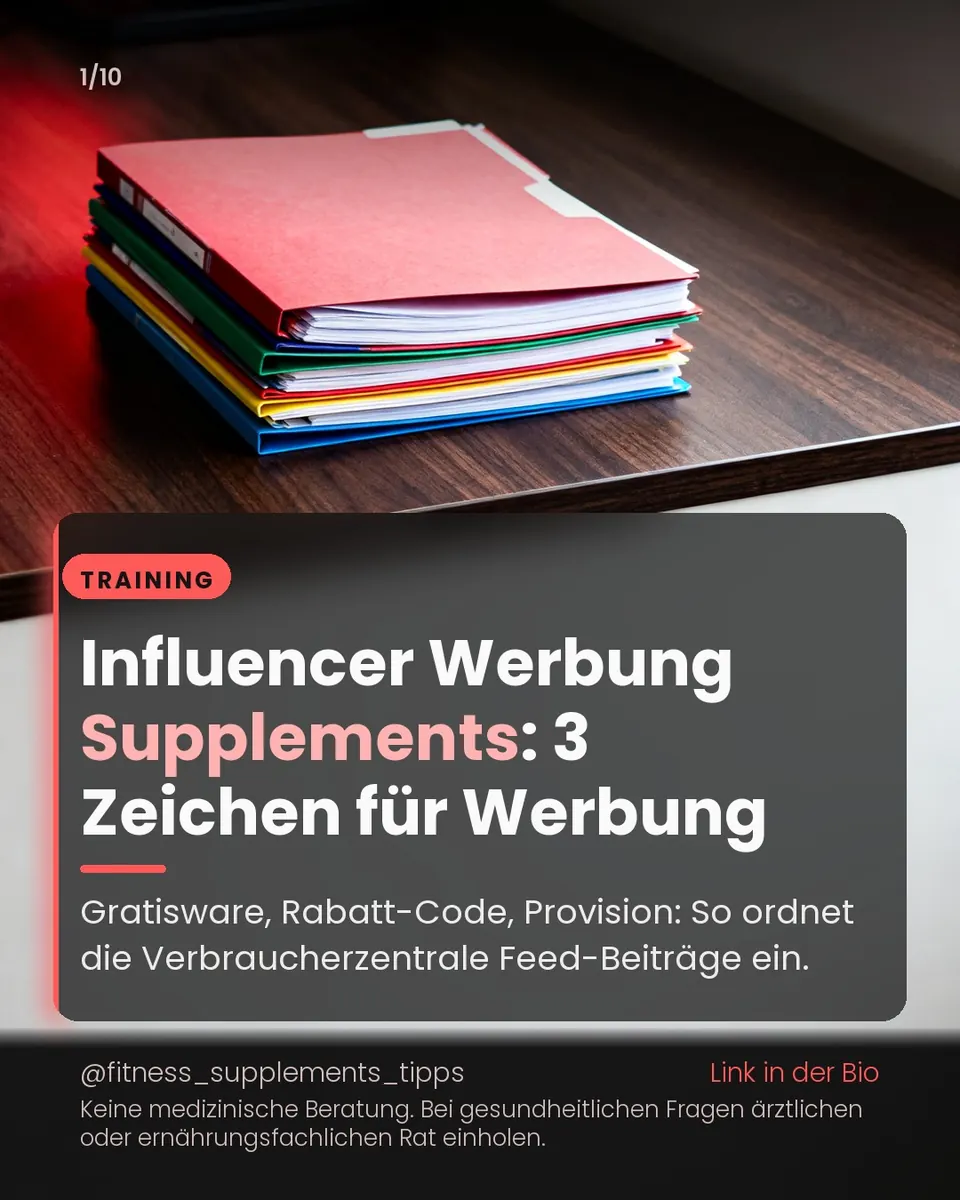 1/10
TRAINING
Influencer Werbung
Supplements: 3
Zeichen für Werbung
Gratisware, Rabatt-Code, Provision: So ordnet
die Verbraucherzentrale Feed-Beiträge ein.
@fitness_supplements_tipps
Link in der Bio
Keine medizinische Beratung. Bei gesundheitlichen Fragen ärztlichen
oder ernährungsfachlichen Rat einholen.